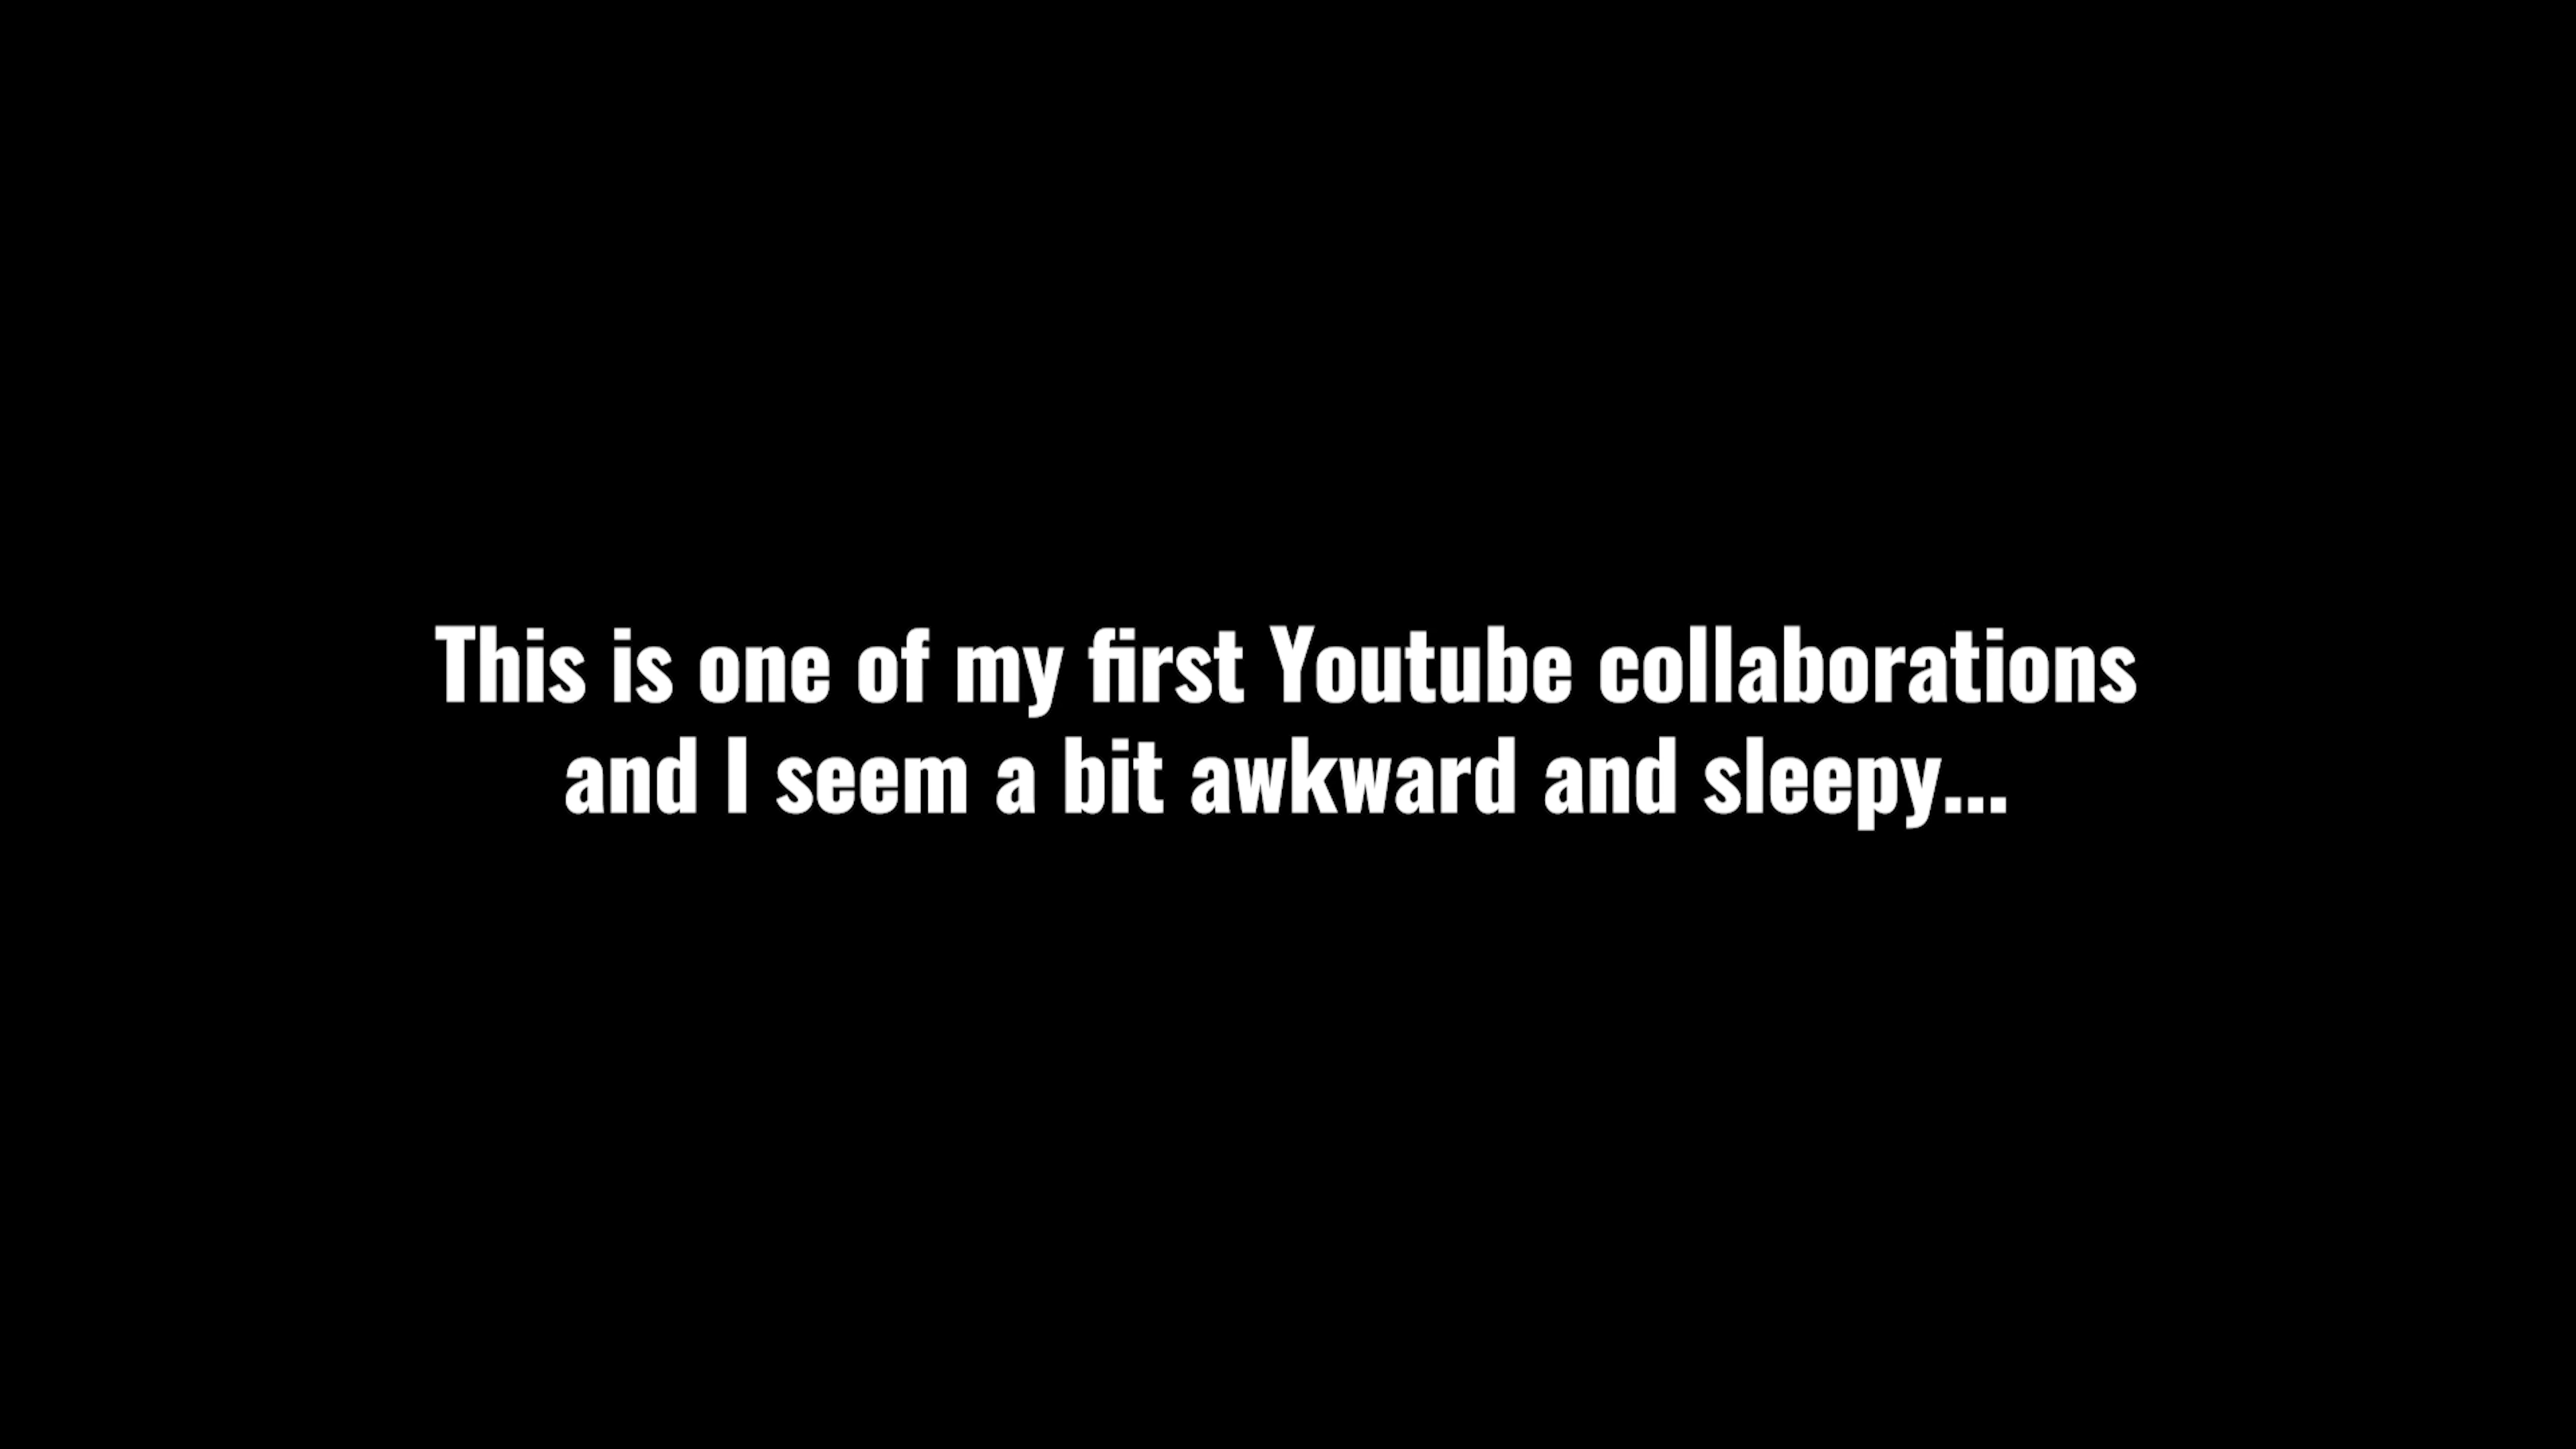 This is one of my first Youtube collaborations
and I seem a bit awkward and sleepy...